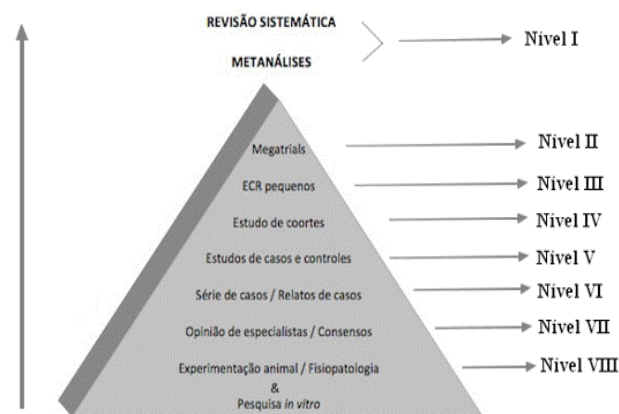 REVISÃO SISTEMÁTICA
METANÁLISES
Nível I
Megatrials
Nível II
ECR pequenos
Nível III
Estudo de coortes
Nível IV
Estudos de casos e controles
Nível V
Série de casos / Relatos de casos
Nível VI
Opinião de especialistas / Consensos
Nível VII
Experimentação animal / Fisiopatologia
Nível VIII
&
Pesquisa in vitro